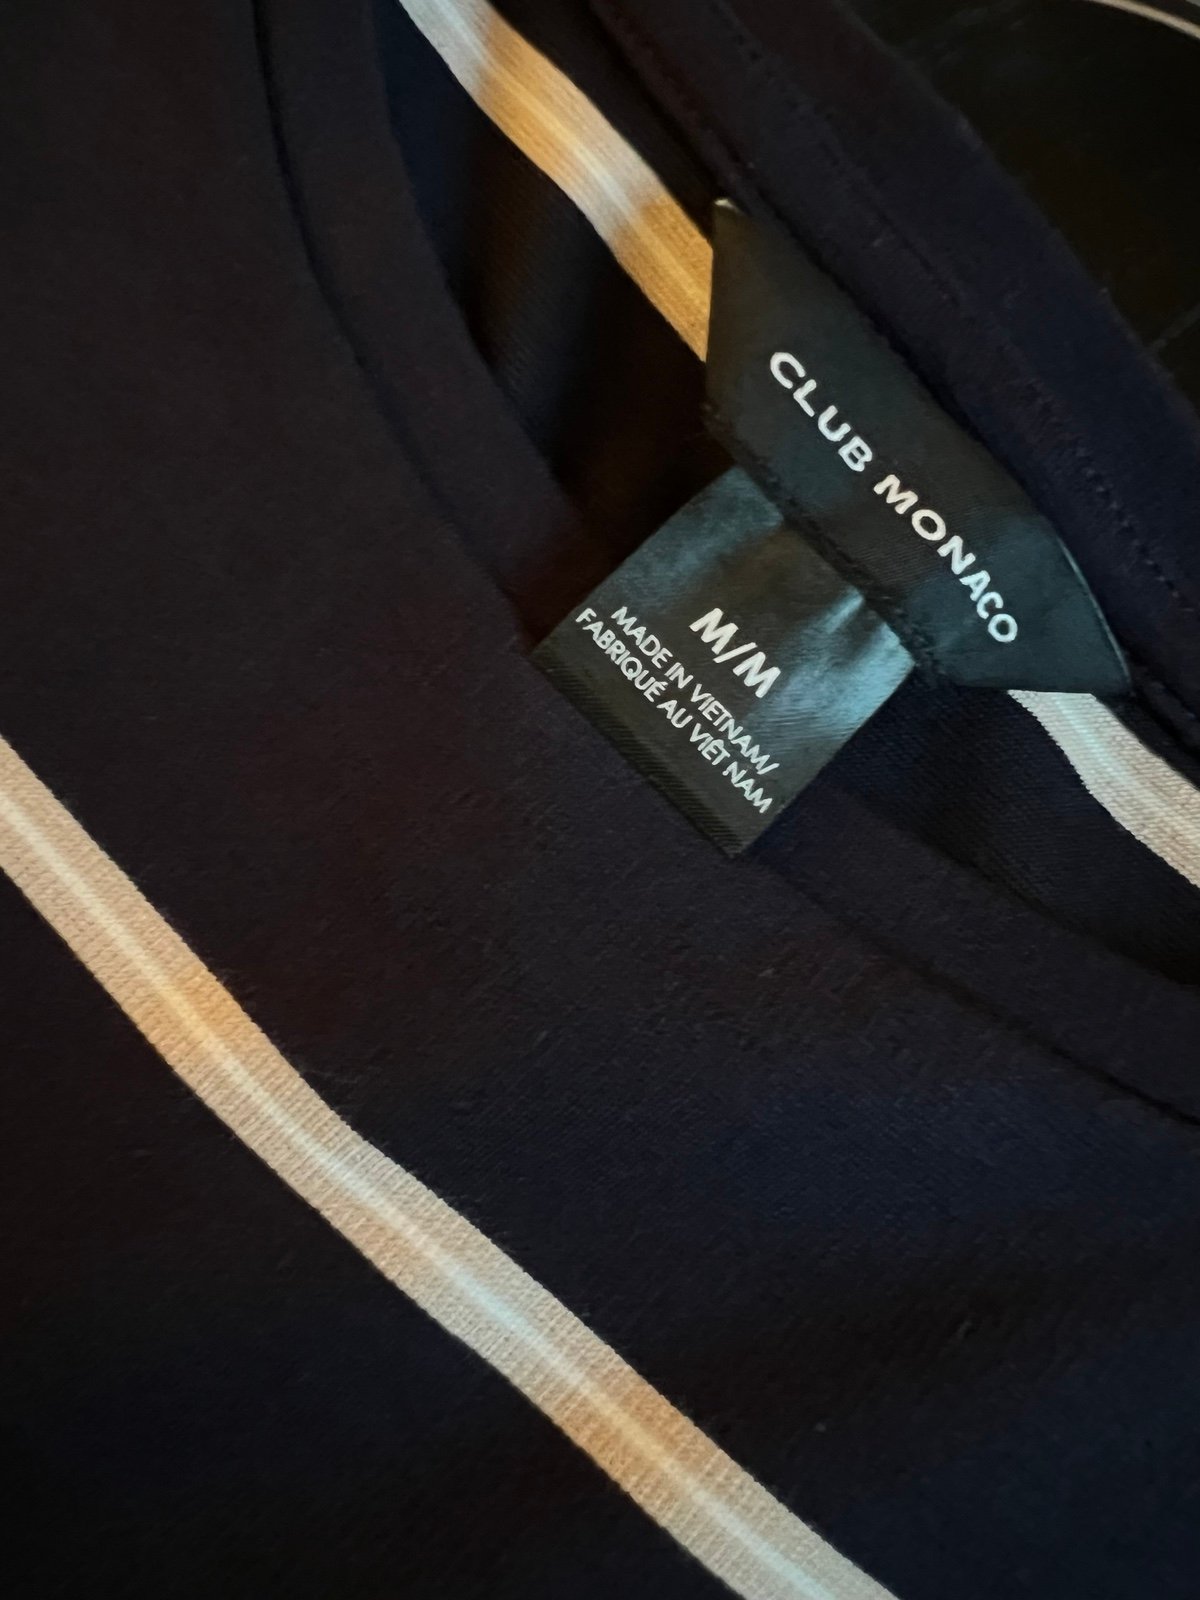 CLUB MONACO
M/M
MADE IN VIETNAM/
FABRIQUÉ AU VIÊT NAM